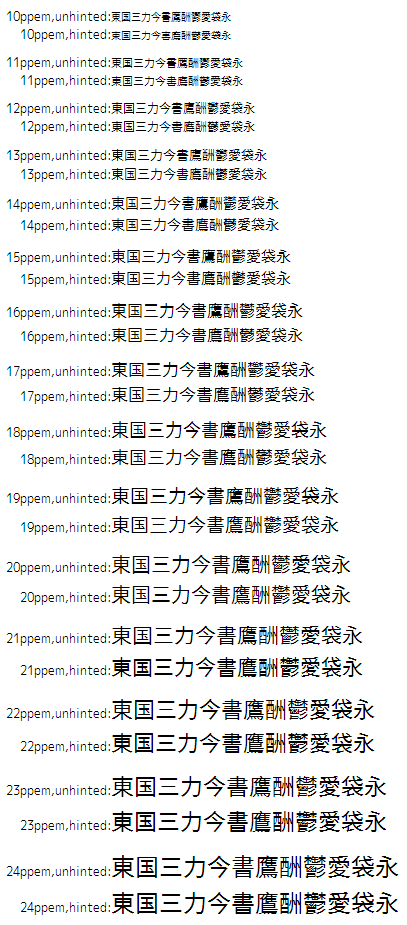 10ppem,unhinted:東国三力今書鷹酬鬱愛袋永
10ppem,hinted:東国三力今書鷹酬鬱愛袋永
11ppem,unhinted:東国三力今書鷹酬鬱愛袋永
11ppem,hinted:東国三力今書鷹酬鬱愛袋永
12ppem,unhinted:東国三力今書鷹酬鬱愛袋永
12ppem,hinted:東国三力今書鷹酬鬱愛袋永
13ppem,unhinted:東国三力今書鷹酬鬱愛袋永
13ppem,hinted:東国三力今書鷹酬鬱愛袋永
14ppem,unhinted:東国三力今書鷹酬鬱愛袋永
14ppem,hinted:東国三力今書鷹酬鬱愛袋永
15ppem,unhinted:東国三力今書鷹酬鬱愛袋永
15ppem,hinted:東国三力今書鷹酬鬱愛袋永
16ppem,unhinted:東国三力今書鷹酬鬱愛袋永
16ppem,hinted:東国三力今書鷹酬鬱愛袋永
17ppem,unhinted:東国三力今書鷹酬鬱愛袋永
17ppem,hinted:東国三力今書鷹酬鬱愛袋永
18ppem,unhinted:東国三力今書鷹酬鬱愛袋永
18ppem,hinted:東国三力今書鷹酬鬱愛袋永
19ppem,unhinted:東国三力今書鷹酬鬱愛袋永
19ppem,hinted:東国三力今書鷹酬鬱愛袋永
20ppem,unhinted:東国三力今書鷹酬鬱愛袋永
20ppem,hinted:東国三力今書鷹酬鬱愛袋永
21ppem,unhinted:東国三力今書鷹酬鬱愛袋永
21ppem,hinted:東国三力今書鷹酬鬱愛袋永
22ppem,unhinted:東国三力今書鷹酬鬱愛袋永
22ppem,hinted:東国三力今書鷹酬鬱愛袋永
23ppem,unhinted:東国三力今書鷹酬鬱愛袋永
23ppem,hinted:東国三力今書鷹酬鬱愛袋永
24ppem,unhinted:東国三力今書鷹酬鬱愛袋永
24ppem,hinted:東国三力今書鷹酬鬱愛袋永